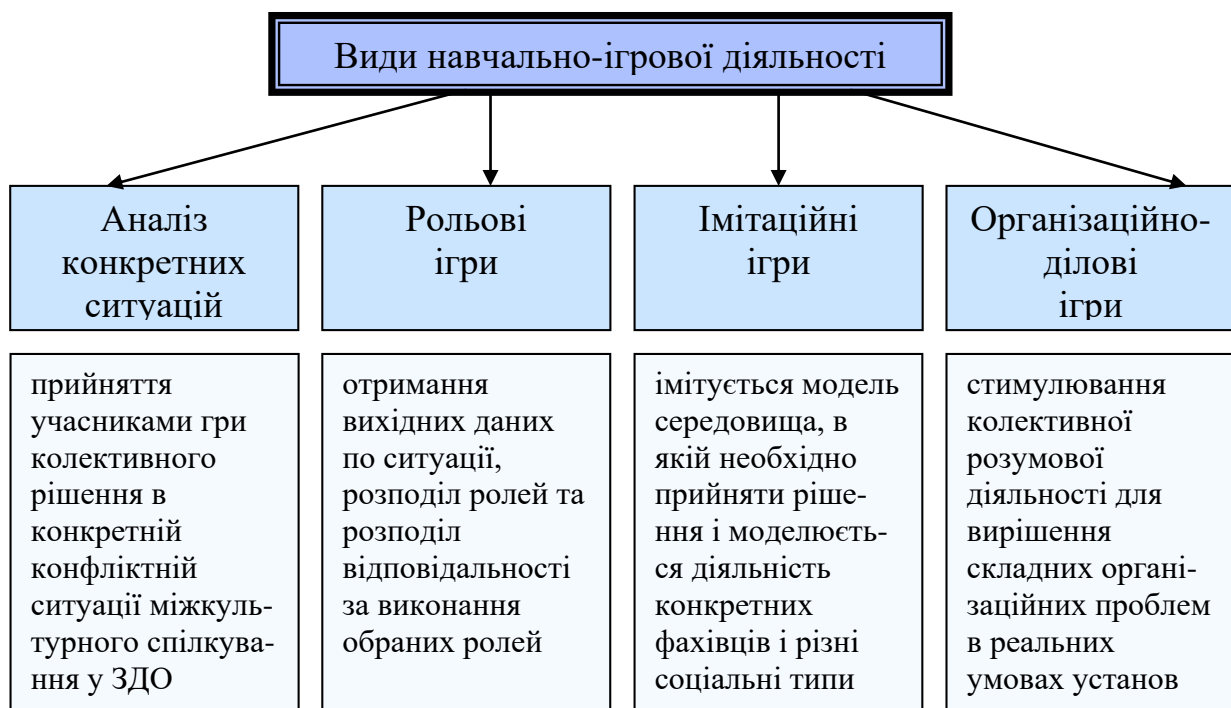 Види навчально-ігрової діяльності
Аналіз
конкретних
ситуацій
Рольові
ігри
Імітаційні
ігри
Організаційно-
ділові
ігри
прийняття
учасниками гри
колективного
рішення в
конкретній
конфліктній
ситуації міжкуль-
турного спілкува-
ння у ЗДО
отримання
вихідних даних
по ситуації,
розподіл ролей та
розподіл
відповідальності
за виконання
обраних ролей
імітується модель
середовища, в
якій необхідно
прийняти ріше-
ння і моделюєть-
ся діяльність
конкретних
фахівців і різні
соціальні типи
стимулювання
колективної
розумової
діяльності для
вирішення
складних органі-
заційних проблем
в реальних
умовах установ